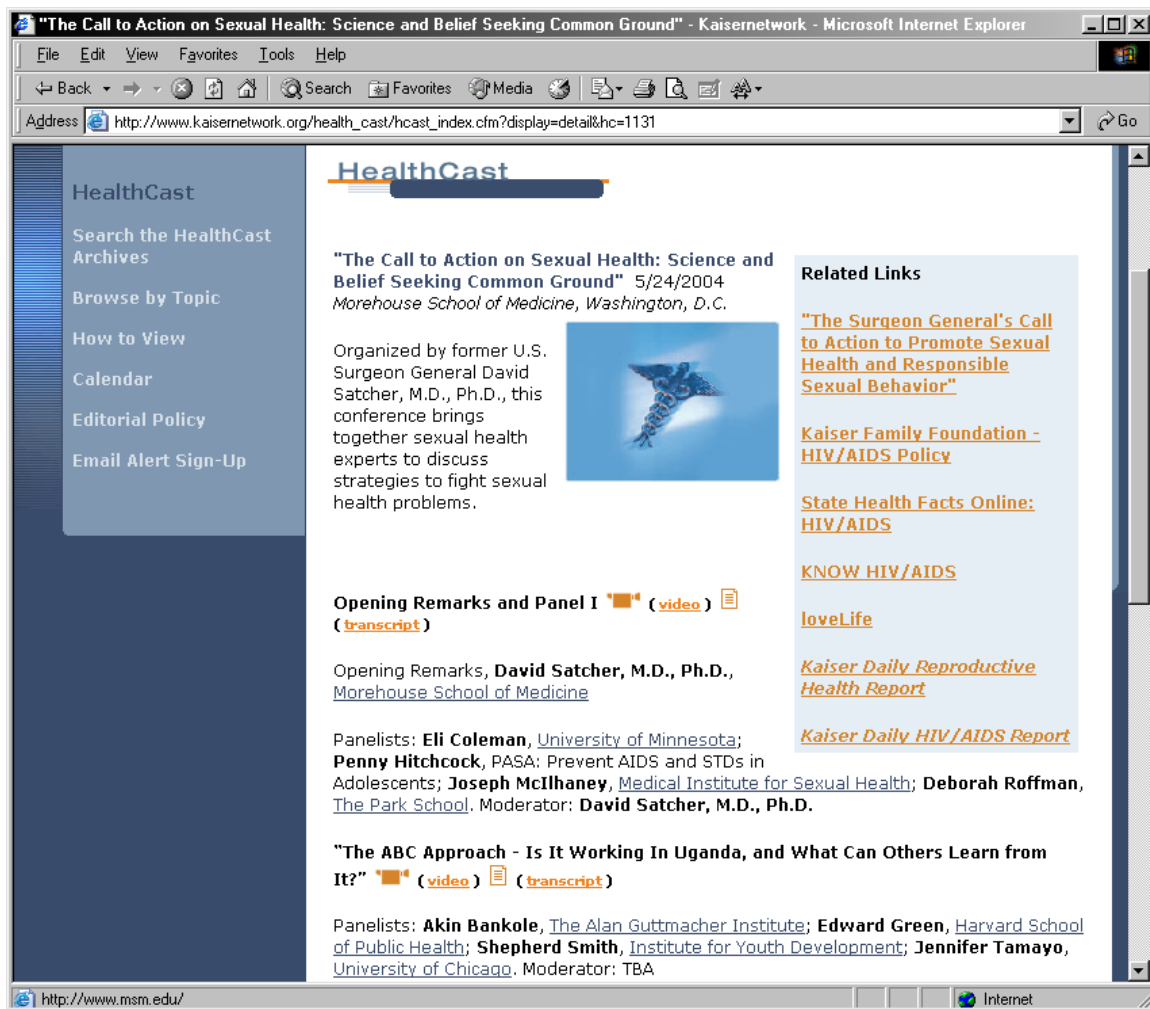 "The Call to Action on Sexual Health: Science and Belief Seeking Common Ground" - Kaisernetwork - Microsoft Internet Explorer
File Edit View Favorites Tools Help
Back Search Favorites Media
Address http://www.kaisernetwork.org/health_cast/hcast_index.cfm?display=detail&hc=1131 Go
HealthCast
Search the HealthCast
Archives
Browse by Topic
How to View
Calendar
Editorial Policy
Email Alert Sign-Up
HealthCast
"The Call to Action on Sexual Health: Science and
Belief Seeking Common Ground" 5/24/2004
Morehouse School of Medicine, Washington, D.C.
Organized by former U.S.
Surgeon General David
Satcher, M.D., Ph.D., this
conference brings
together sexual health
experts to discuss
strategies to fight sexual
health problems.
Related Links
"The Surgeon General's Call
to Action to Promote Sexual
Health and Responsible
Sexual Behavior"
Kaiser Family Foundation -
HIV/AIDS Policy
State Health Facts Online:
HIV/AIDS
KNOW HIV/AIDS
loveLife
Kaiser Daily Reproductive
Health Report
Kaiser Daily HIV/AIDS Report
Opening Remarks and Panel I ( video )
( transcript )
Opening Remarks, David Satcher, M.D., Ph.D.,
Morehouse School of Medicine
Panelists: Eli Coleman, University of Minnesota;
Penny Hitchcock, PASA: Prevent AIDS and STDs in
Adolescents; Joseph McIlhaney, Medical Institute for Sexual Health; Deborah Roffman,
The Park School. Moderator: David Satcher, M.D., Ph.D.
"The ABC Approach - Is It Working In Uganda, and What Can Others Learn from
It?” ( video ) ( transcript )
Panelists: Akin Bankole, The Alan Guttmacher Institute; Edward Green, Harvard School
of Public Health; Shepherd Smith, Institute for Youth Development; Jennifer Tamayo,
University of Chicago. Moderator: TBA
http://www.msm.edu/ Internet